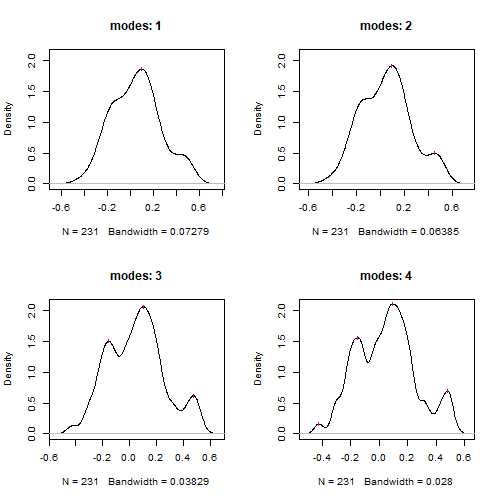 modes: 1
modes: 2
Density
2.0
1.5
1.0
0.5
0.0
-0.6 -0.2 0.2 0.6
N = 231 Bandwidth = 0.07279
Density
2.0
1.5
1.0
0.5
0.0
-0.6 -0.2 0.2 0.6
N = 231 Bandwidth = 0.06385
modes: 3
modes: 4
Density
2.0
1.5
1.0
0.5
0.0
-0.6 -0.2 0.0 0.2 0.4 0.6
N = 231 Bandwidth = 0.03829
Density
2.0
1.5
1.0
0.5
0.0
-0.4 -0.2 0.0 0.2 0.4 0.6
N = 231 Bandwidth = 0.028